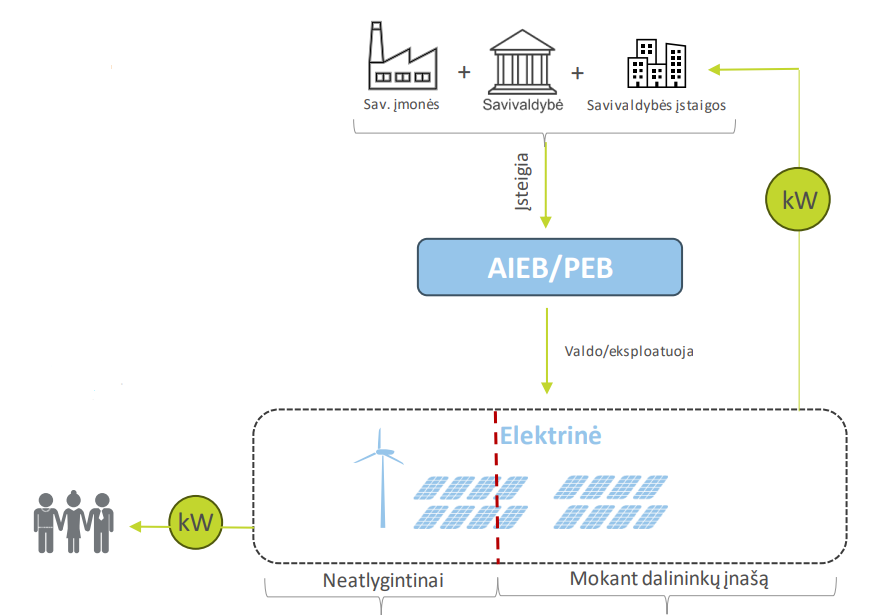 +
+
Sav. įmonės
Savivaldybė
Savivaldybės įstaigos
Įsteigia
kW
AIEB/PEB
Valdo/eksploatuoja
Elektrinė
kW
Neatlygintinai
Mokant dalininkų įnašą